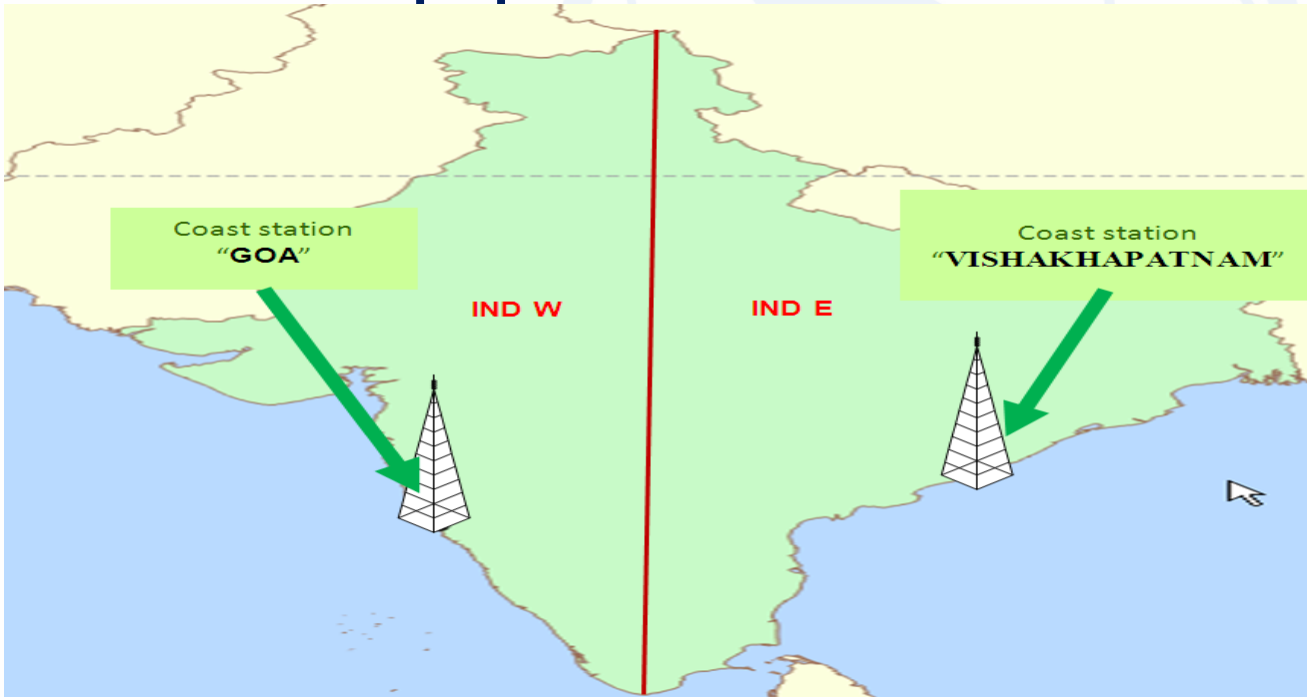 Coast station
“GOA”
Coast station
“VISHAKHAPATNAM”
IND W
IND E